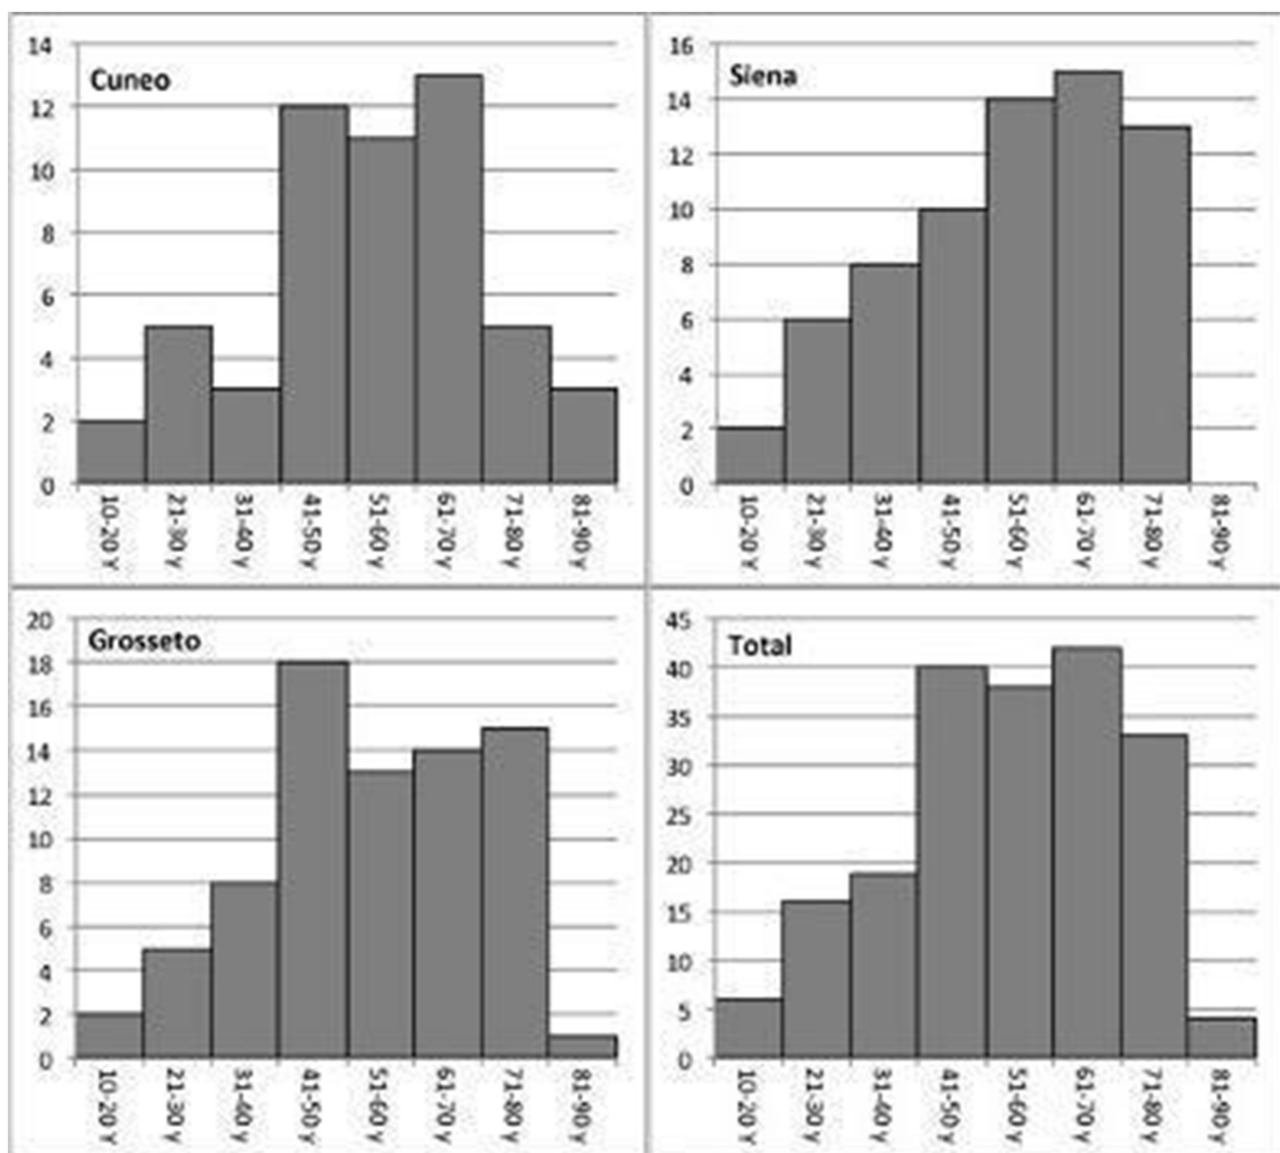 Cuneo
14
12
10
8
6
4
2
0
10-20 y
21-30 y
31-40 y
41-50 y
51-60 y
61-70 y
71-80 y
81-90 y
Siena
16
14
12
10
8
6
4
2
0
10-20 y
21-30 y
31-40 y
41-50 y
51-60 y
61-70 y
71-80 y
81-90 y
Grosseto
20
18
16
14
12
10
8
6
4
2
0
10-20 y
21-30 y
31-40 y
41-50 y
51-60 y
61-70 y
71-80 y
81-90 y
Total
45
40
35
30
25
20
15
10
5
0
10-20 y
21-30 y
31-40 y
41-50 y
51-60 y
61-70 y
71-80 y
81-90 y